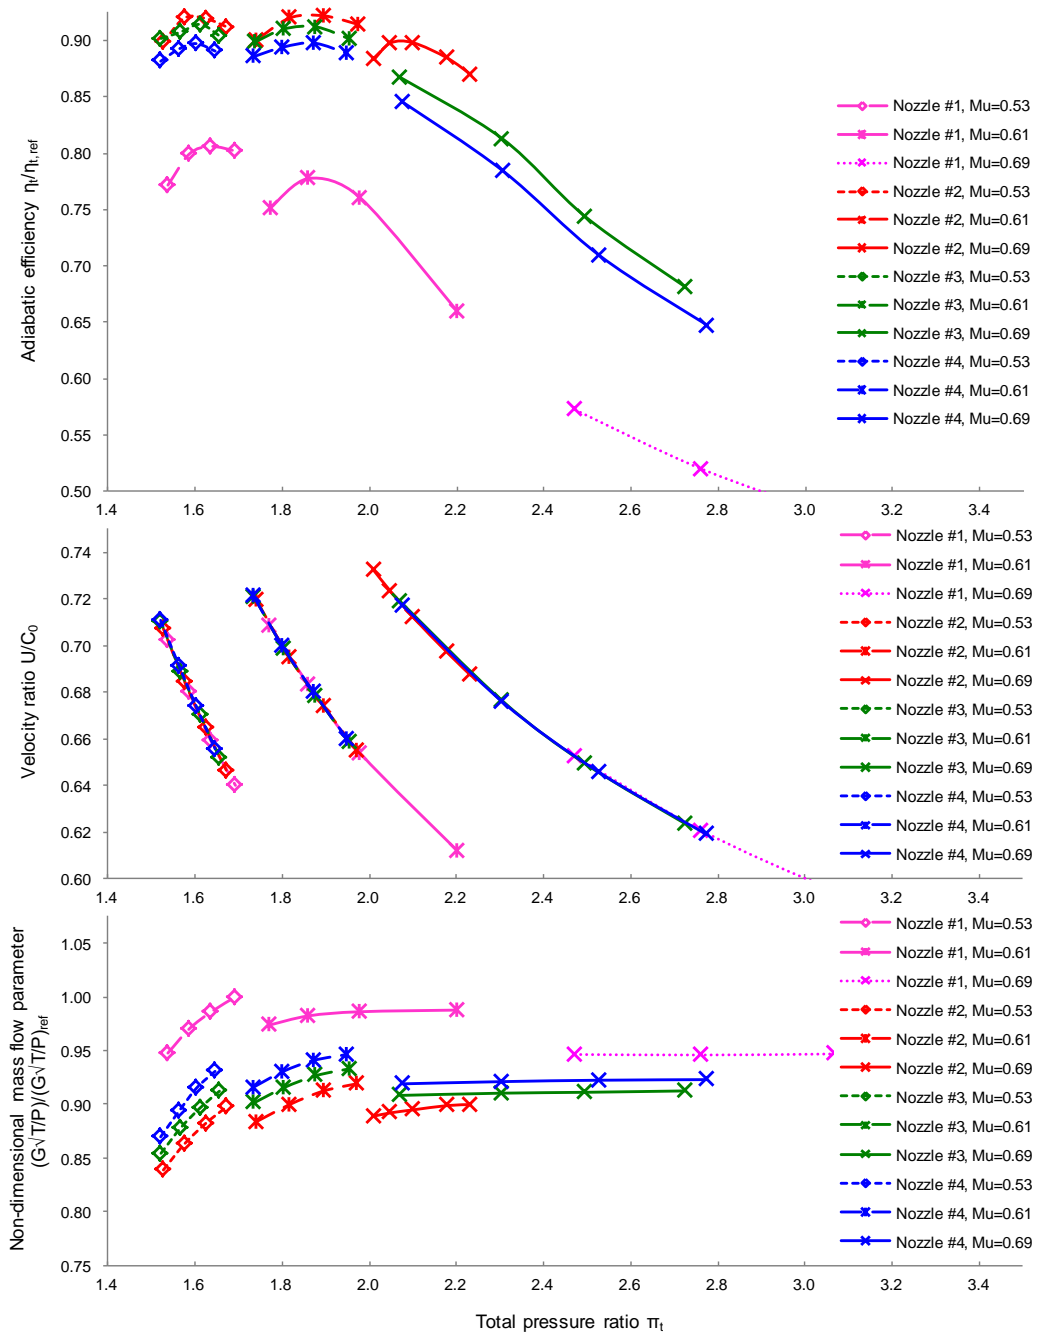 Adiabatic efficiency ηt/ηt,ref
0.90
0.85
0.80
0.75
0.70
0.65
0.60
0.55
0.50
1.4 1.6 1.8 2.0 2.2 2.4 2.6 2.8 3.0 3.2 3.4
Nozzle #1, Mu=0.53
Nozzle #1, Mu=0.61
Nozzle #1, Mu=0.69
Nozzle #2, Mu=0.53
Nozzle #2, Mu=0.61
Nozzle #2, Mu=0.69
Nozzle #3, Mu=0.53
Nozzle #3, Mu=0.61
Nozzle #3, Mu=0.69
Nozzle #4, Mu=0.53
Nozzle #4, Mu=0.61
Nozzle #4, Mu=0.69
Velocity ratio U/C0
0.74
0.72
0.70
0.68
0.66
0.64
0.62
0.60
1.4 1.6 1.8 2.0 2.2 2.4 2.6 2.8 3.0 3.2 3.4
Nozzle #1, Mu=0.53
Nozzle #1, Mu=0.61
Nozzle #1, Mu=0.69
Nozzle #2, Mu=0.53
Nozzle #2, Mu=0.61
Nozzle #2, Mu=0.69
Nozzle #3, Mu=0.53
Nozzle #3, Mu=0.61
Nozzle #3, Mu=0.69
Nozzle #4, Mu=0.53
Nozzle #4, Mu=0.61
Nozzle #4, Mu=0.69
Non-dimensional mass flow parameter
(G√T/P)/(G√T/P)ref
1.05
1.00
0.95
0.90
0.85
0.80
0.75
1.4 1.6 1.8 2.0 2.2 2.4 2.6 2.8 3.0 3.2 3.4
Nozzle #1, Mu=0.53
Nozzle #1, Mu=0.61
Nozzle #1, Mu=0.69
Nozzle #2, Mu=0.53
Nozzle #2, Mu=0.61
Nozzle #2, Mu=0.69
Nozzle #3, Mu=0.53
Nozzle #3, Mu=0.61
Nozzle #3, Mu=0.69
Nozzle #4, Mu=0.53
Nozzle #4, Mu=0.61
Nozzle #4, Mu=0.69
Total pressure ratio πt